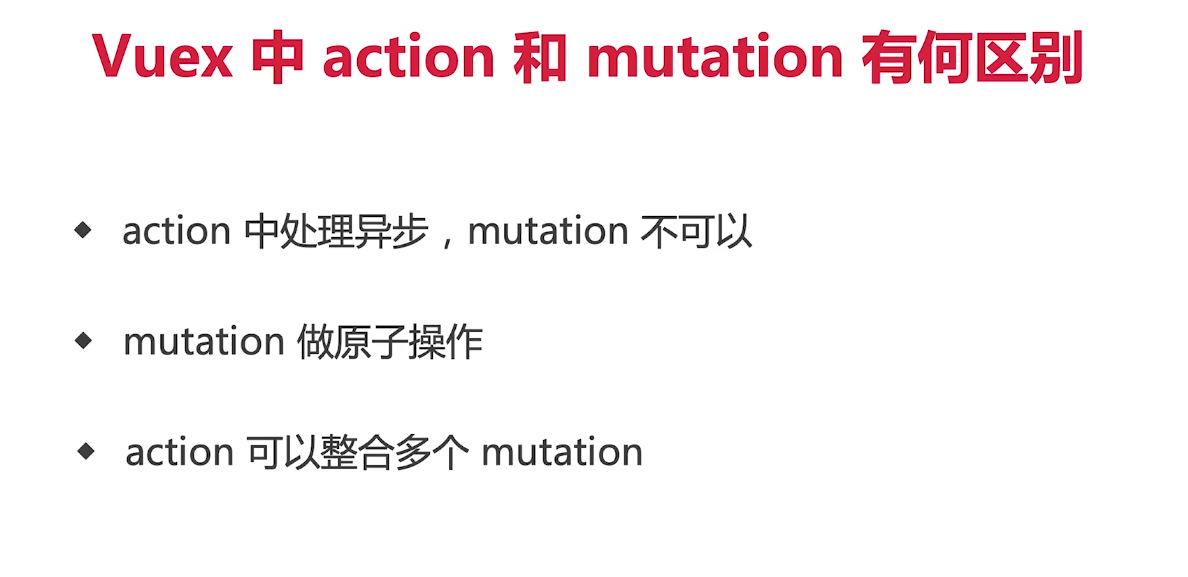 Vuex 中 action 和 mutation 有何区别
◆ action 中处理异步，mutation 不可以
◆ mutation 做原子操作
◆ action 可以整合多个 mutation